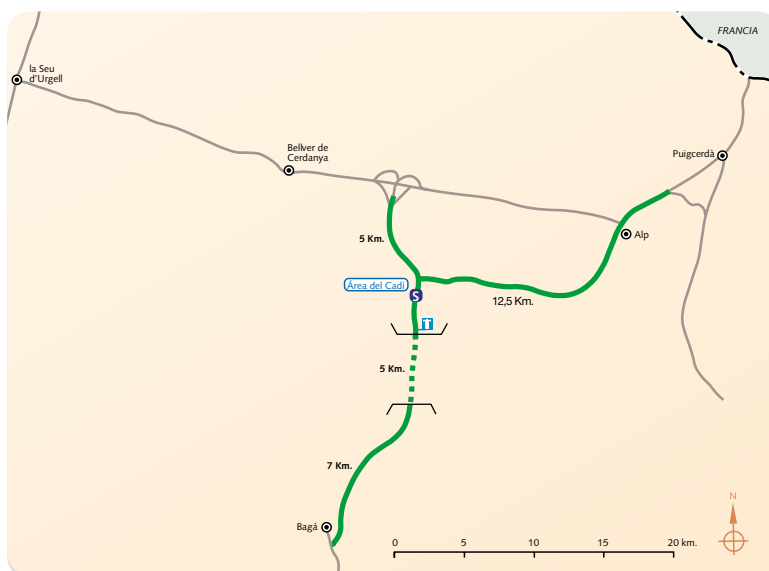 FRANCIA
la Seu
d'Urgell
Bellver de
Cerdanya
Puigcerdà
Alp
5 Km.
Área del Cadí
S
12,5 Km.
T
5 Km.
7 Km.
Bagá
N
0 5 10 15 20 km.